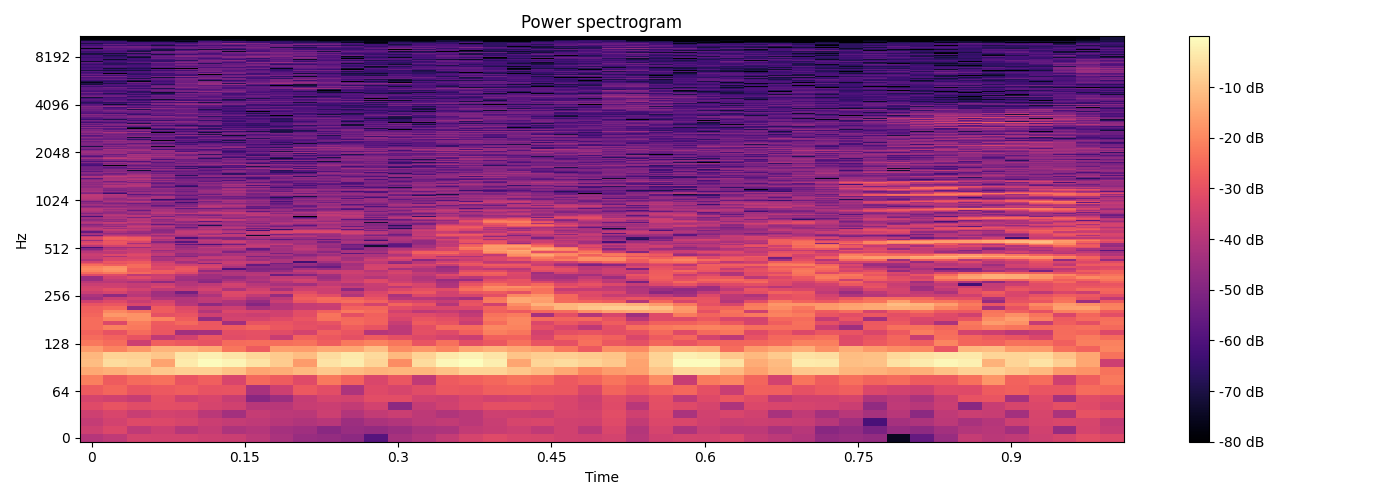 Power spectrogram
8192
4096
2048
1024
512
256
128
64
0
Hz
0 0.15 0.3 0.45 0.6 0.75 0.9
Time
-10 dB
-20 dB
-30 dB
-40 dB
-50 dB
-60 dB
-70 dB
-80 dB